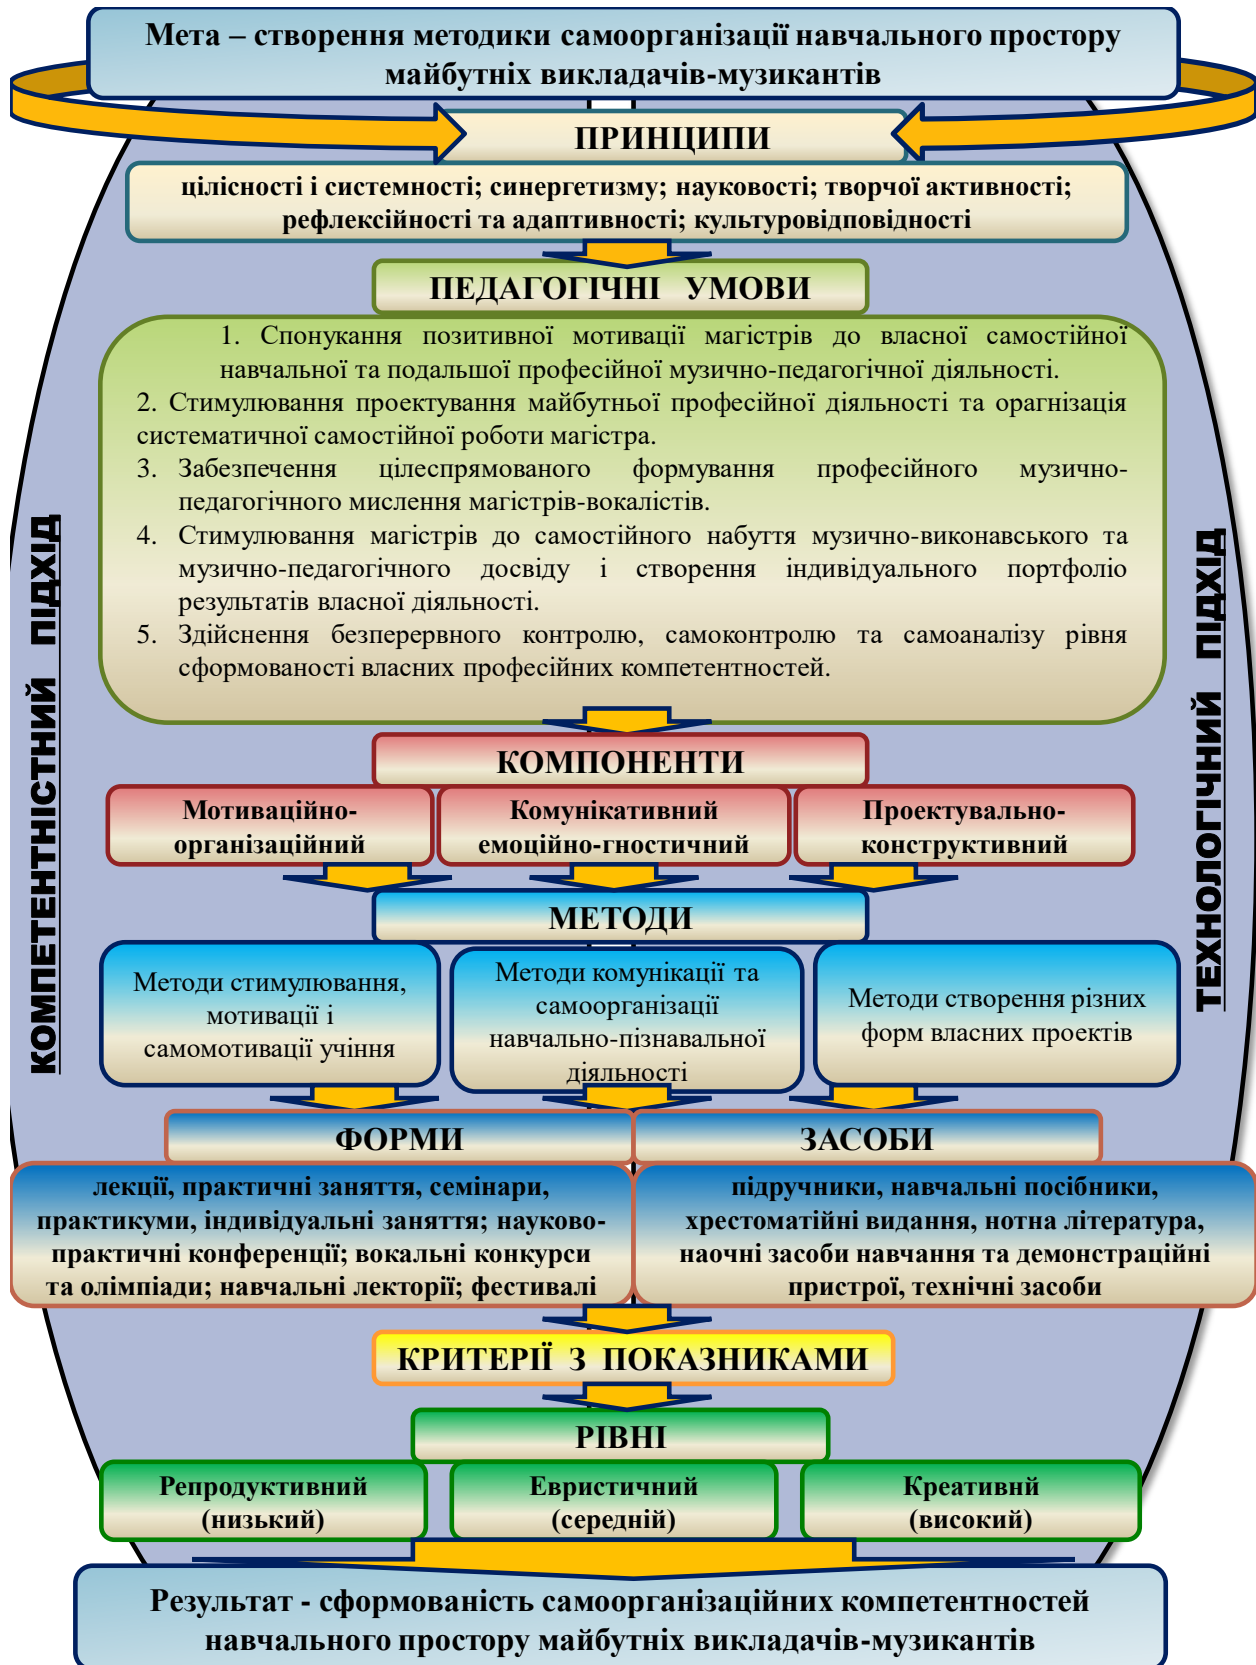 Мета – створення методики самоорганізації навчального простору
майбутніх викладачів-музикантів
ПРИНЦИПИ
цілісності і системності; синергетизму; науковості; творчої активності;
рефлексійності та адаптивності; культуровідповідності
ПЕДАГОГІЧНІ УМОВИ
1. Спонукання позитивної мотивації магістрів до власної самостійної
навчальної та подальшої професійної музично-педагогічної діяльності.
2. Стимулювання проектування майбутньої професійної діяльності та орагнізація
систематичної самостійної роботи магістра.
3. Забезпечення цілеспрямованого формування професійного музично-
педагогічного мислення магістрів-вокалістів.
4. Стимулювання магістрів до самостійного набуття музично-виконавського та
музично-педагогічного досвіду і створення індивідуального портфоліо
результатів власної діяльності.
5. Здійснення безперервного контролю, самоконтролю та самоаналізу рівня
сформованості власних професійних компетентностей.
КОМПЕТЕНТНІСТНИЙ ПІДХІД
ТЕХНОЛОГІЧНИЙ ПІДХІД
КОМПОНЕНТИ
Мотиваційно-
організаційний
Комунікативний
емоційно-гностичний
Проектувально-
конструктивний
МЕТОДИ
Методи стимулювання,
мотивації і
самомотивації учіння
Методи комунікації та
самоорганізації
навчально-пізнавальної
діяльності
Методи створення різних
форм власних проектів
ФОРМИ
лекції, практичні заняття, семінари,
практикуми, індивідуальні заняття; науково-
практичні конференції; вокальні конкурси
та олімпіади; навчальні лекторії; фестивалі
ЗАСОБИ
підручники, навчальні посібники,
хрестоматійні видання, нотна література,
наочні засоби навчання та демонстраційні
пристрої, технічні засоби
КРИТЕРІЇ З ПОКАЗНИКАМИ
РІВНІ
Репродуктивний
(низький)
Евристичний
(середній)
Креативнй
(високий)
Результат - сформованість самоорганізаційних компетентностей
навчального простору майбутніх викладачів-музикантів